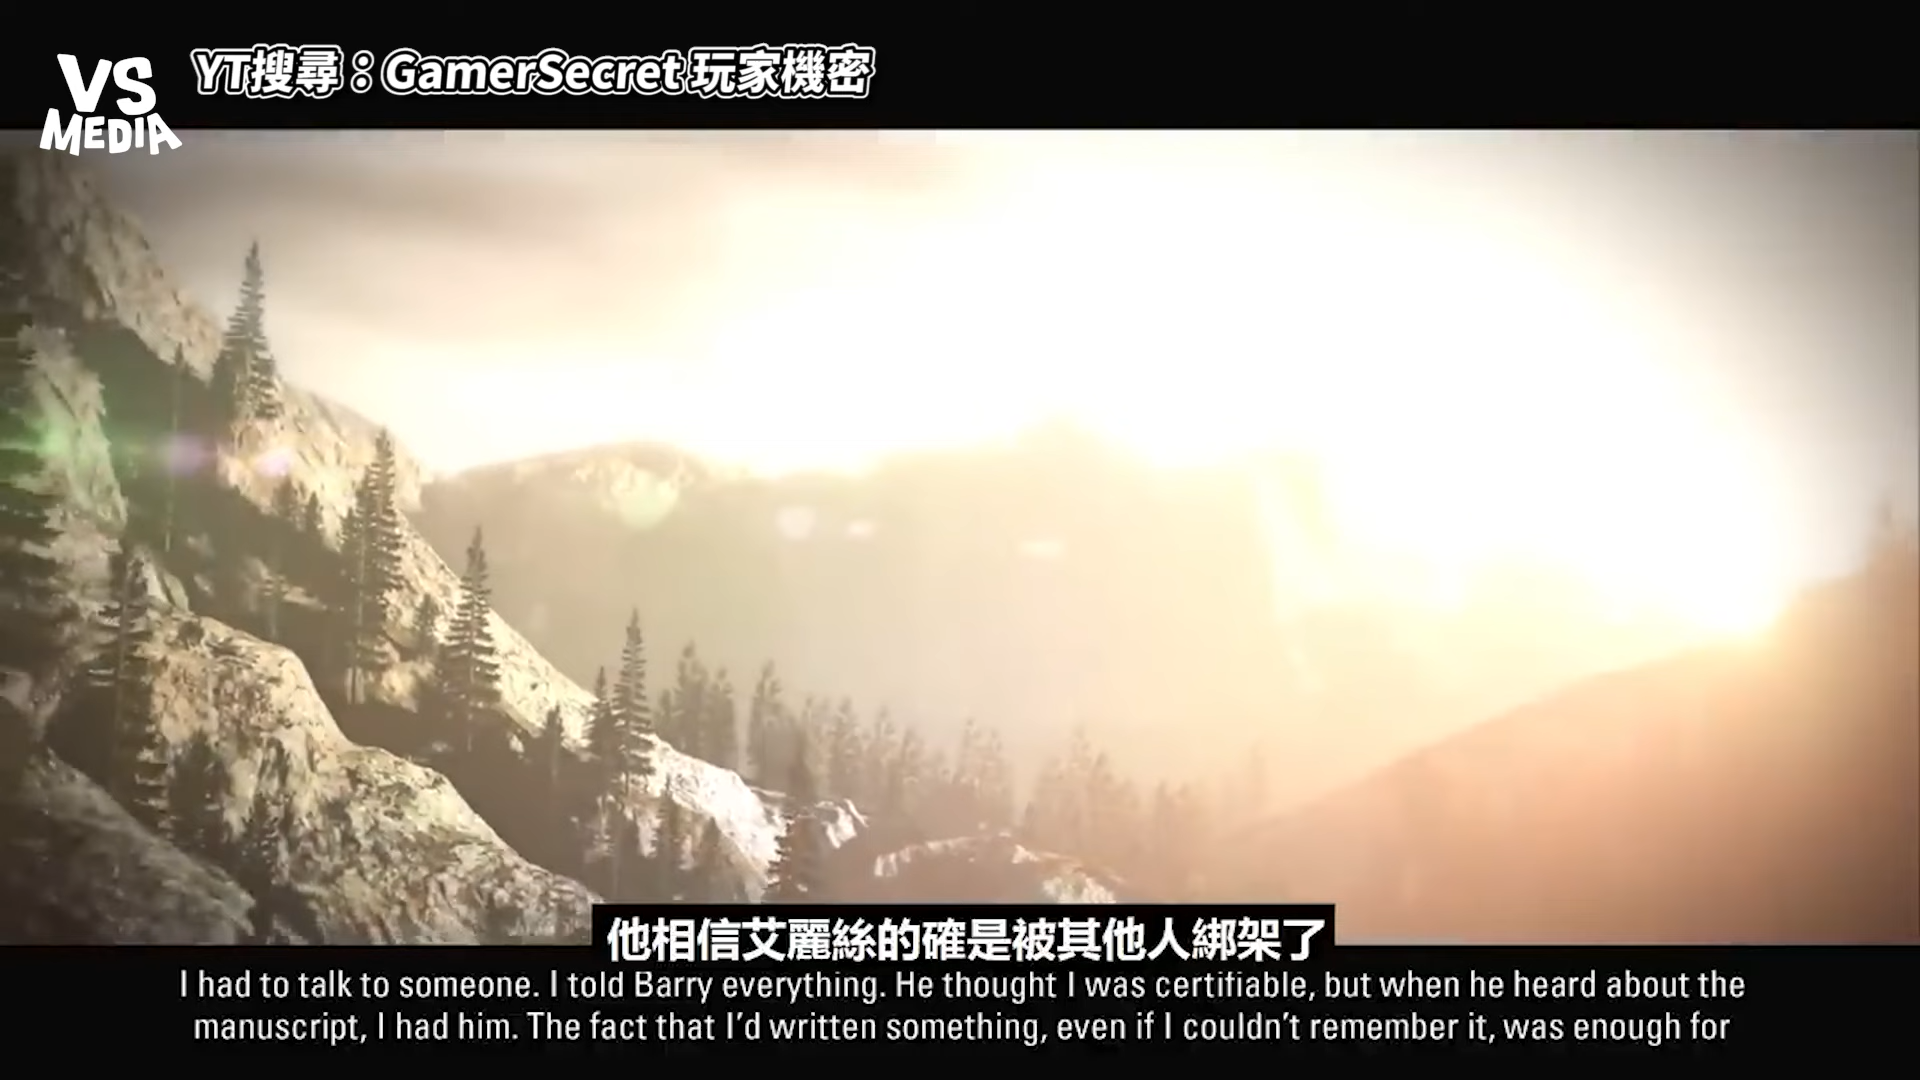 VS
MEDIA
YT搜尋：GamerSecret 玩家機密
他相信艾麗絲的確是被其他人綁架了
I had to talk to someone. I told Barry everything. He thought I was certifiable, but when he heard about the
manuscript, I had him. The fact that I'd written something, even if I couldn't remember it, was enough for